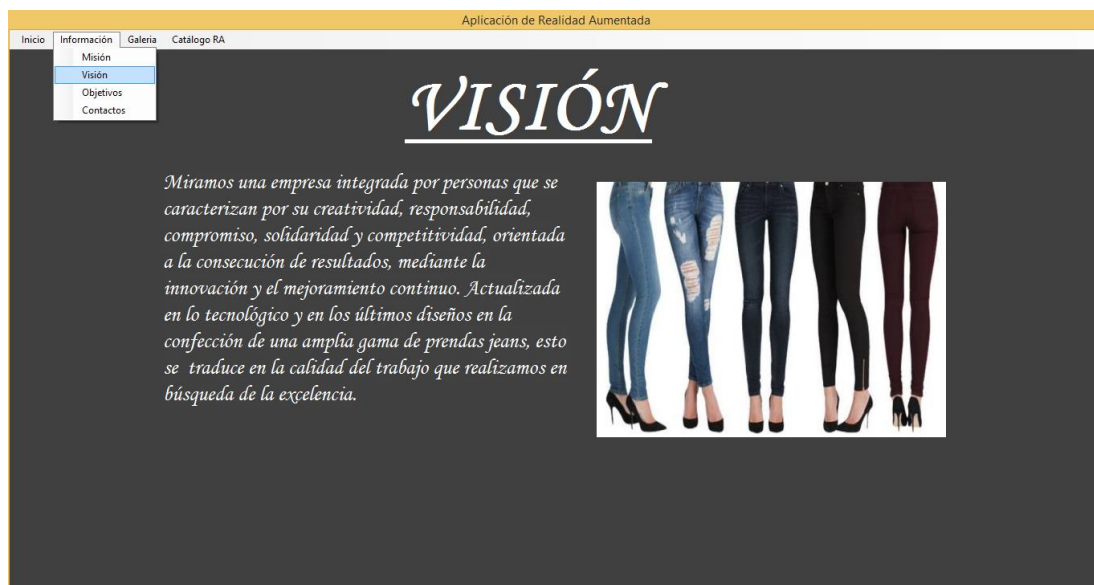 Aplicación de Realidad Aumentada
Inicio Información Galeria Catálogo RA
Misión
Visión
Objetivos
Contactos
VISIÓN
Miramos una empresa integrada por personas que se
caracterizan por su creatividad, responsabilidad,
compromiso, solidaridad y competitividad, orientada
a la consecución de resultados, mediante la
innovación y el mejoramiento continuo. Actualizada
en lo tecnológico y en los últimos diseños en la
confección de una amplia gama de prendas jeans, esto
se traduce en la calidad del trabajo que realizamos en
búsqueda de la excelencia.